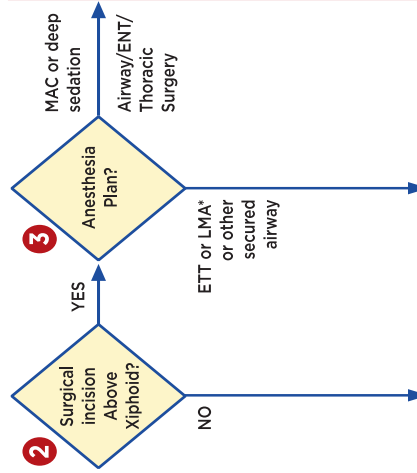 2
Surgical
incision
Above
Xiphoid?
YES
NO
3
Anesthesia
Plan?
MAC or deep
sedation
Airway/ENT/
Thoracic
Surgery
ETT or LMA*
or other
secured
airway